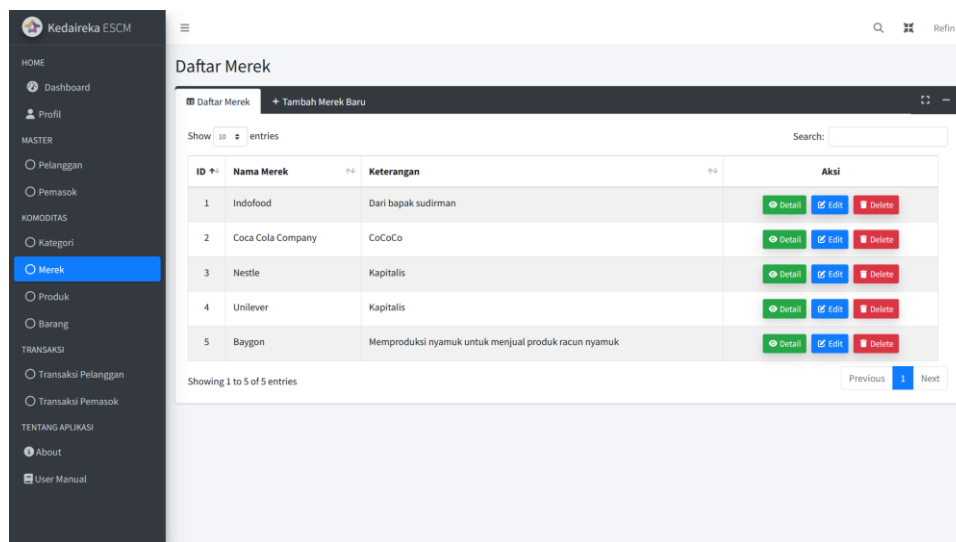 Kedaireka ESCM
Refin
HOME
Dashboard
Profil
MASTER
Pelanggan
Pemasok
KOMODITAS
Kategori
Merek
Produk
Barang
TRANSAKSI
Transaksi Pelanggan
Transaksi Pemasok
TENTANG APLIKASI
About
User Manual
Daftar Merek
Daftar Merek + Tambah Merek Baru
Show 10 entries Search:
ID Nama Merek Keterangan Aksi
1 Indofood Dari bapak sudirman Detail Edit Delete
2 Coca Cola Company CoCoCo Detail Edit Delete
3 Nestle Kapitalis Detail Edit Delete
4 Unilever Kapitalis Detail Edit Delete
5 Baygon Memproduksi nyamuk untuk menjual produk racun nyamuk Detail Edit Delete
Showing 1 to 5 of 5 entries Previous 1 Next